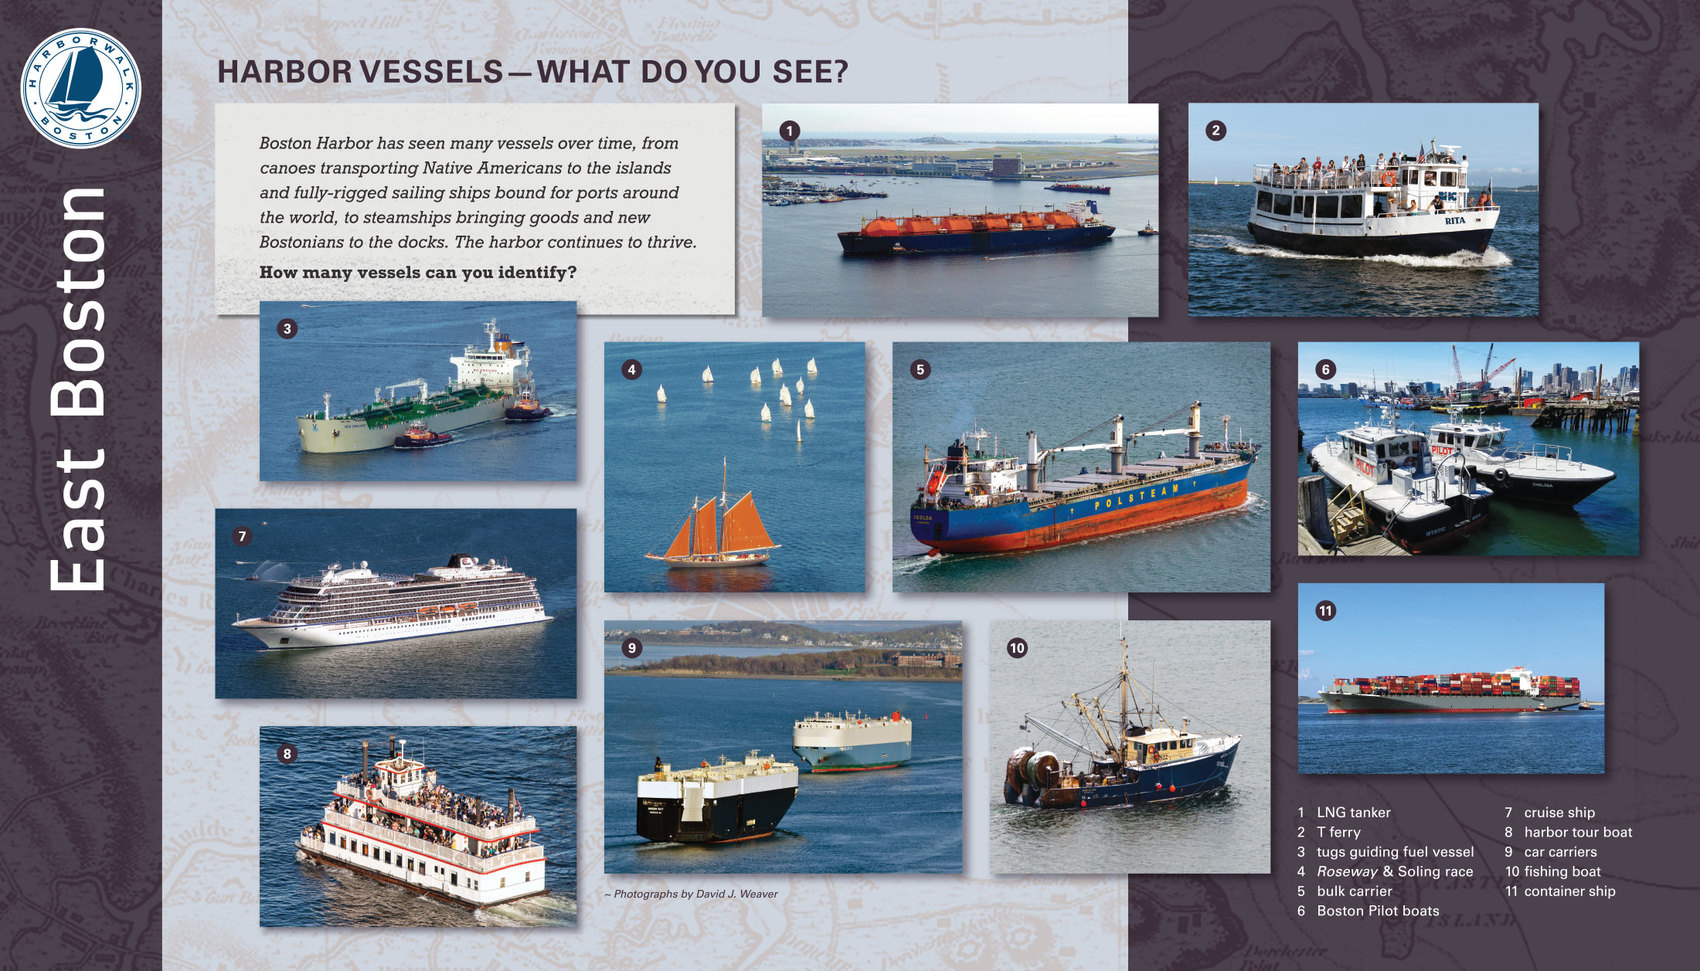 HARBORWALK
BOSTON
East Boston
HARBOR VESSELS—WHAT DO YOU SEE?
Boston Harbor has seen many vessels over time, from
canoes transporting Native Americans to the islands
and fully-rigged sailing ships bound for ports around
the world, to steamships bringing goods and new
Bostonians to the docks. The harbor continues to thrive.
How many vessels can you identify?
1
2
RITA
3
4
5
POLSTEAM
ISOLDA
6
PILOT
PILOT
CHELSEA
MYSTIC
7
8
9
10
11
~ Photographs by David J. Weaver
1 LNG tanker
2 T ferry
3 tugs guiding fuel vessel
4 Roseway & Soling race
5 bulk carrier
6 Boston Pilot boats
7 cruise ship
8 harbor tour boat
9 car carriers
10 fishing boat
11 container ship